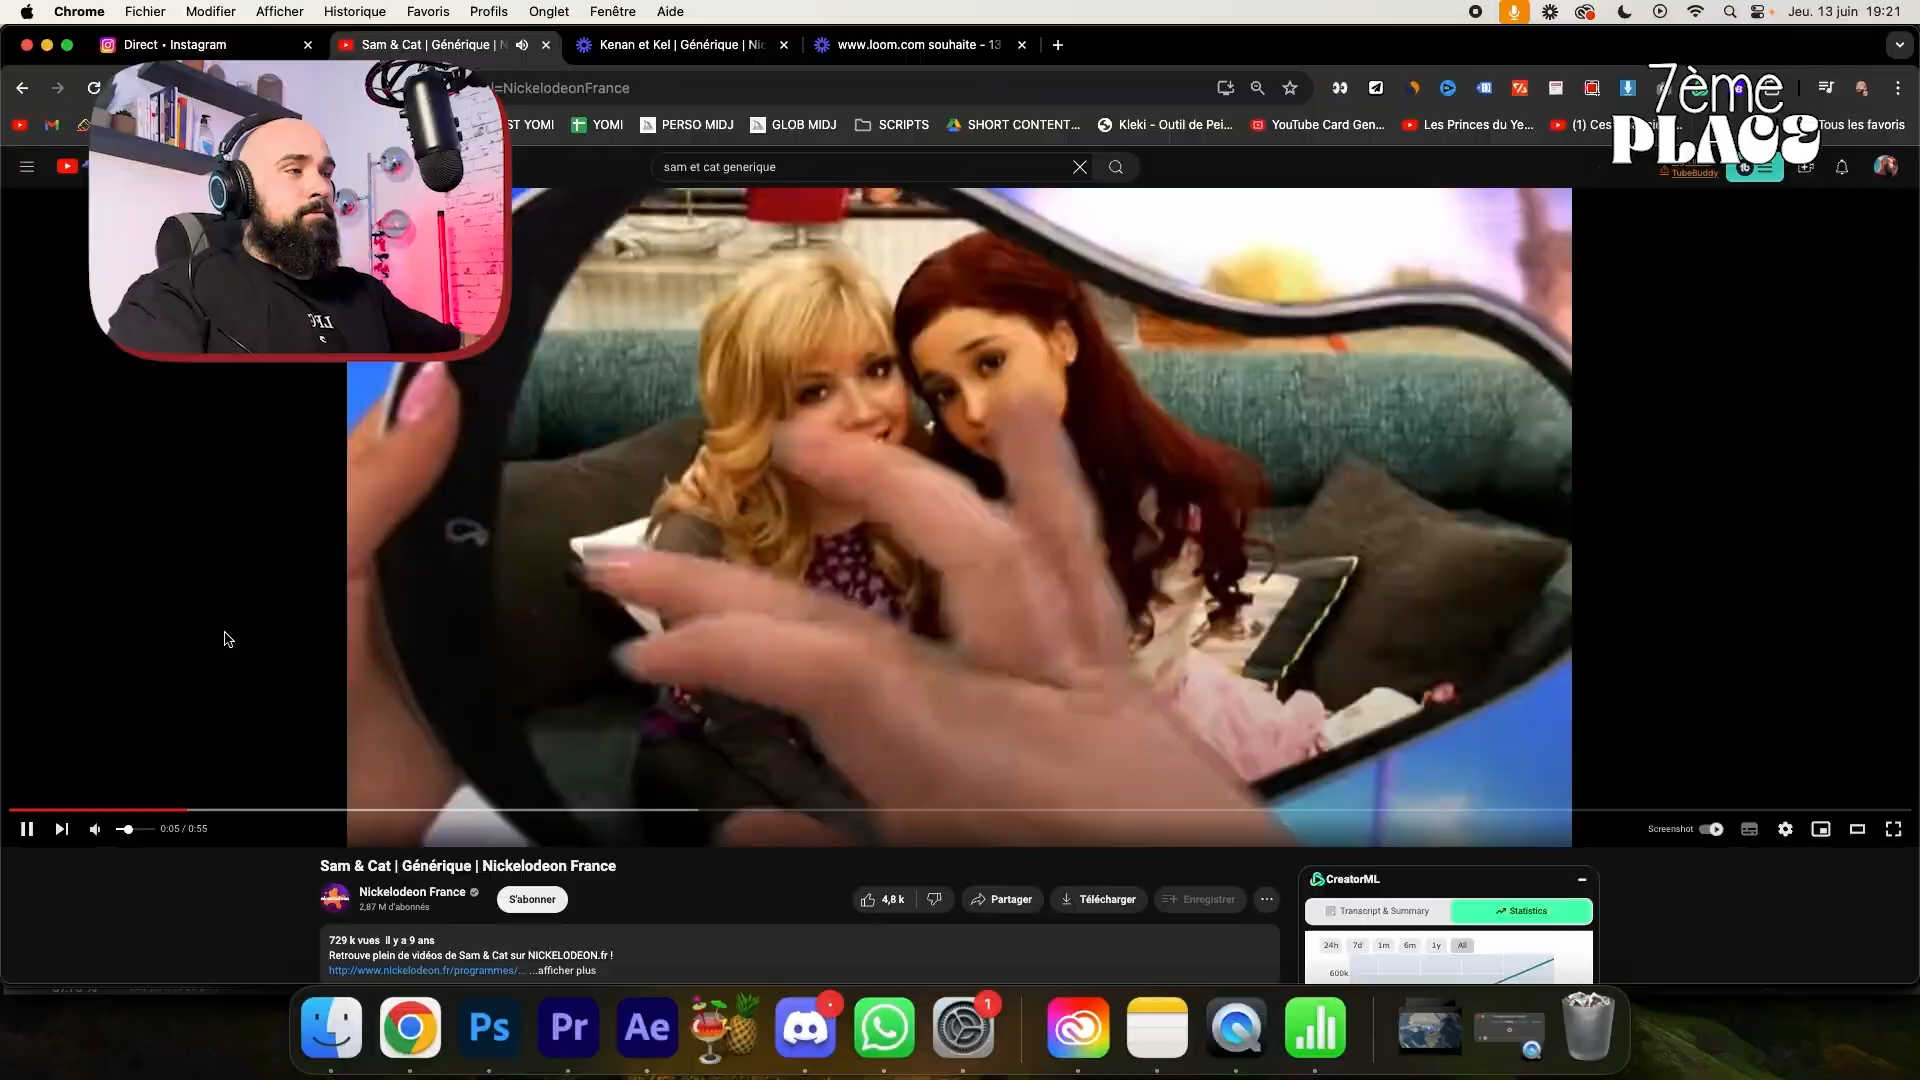 Chrome Fichier Modifier Afficher Historique Favoris Profils Onglet Fenêtre Aide Jeu. 13 juin 19:21
Direct • Instagram
Sam & Cat | Générique | N
Kenan et Kel | Générique | Nic
www.loom.com souhaite - 13
=NickelodeonFrance
7ème
PLACE
ST YOMI
YOMI
PERSO MIDJ
GLOB MIDJ
SCRIPTS
SHORT CONTENT...
Kleki - Outil de Pei...
YouTube Card Gen...
Les Princes du Ye...
Tous les favoris
sam et cat generique
TubeBuddy
0:05 / 0:55
Screenshot
Sam & Cat | Générique | Nickelodeon France
Nickelodeon France
2,87 M d'abonnés
S'abonner
4,8 k
Partager
Télécharger
Enregistrer
729 k vues il y a 9 ans
Retrouve plein de vidéos de Sam & Cat sur NICKELODEON.fr !
http://www.nickelodeon.fr/programmes/... ...afficher plus
CreatorML
Transcript & Summary
Statistics
24h 7d 1m 6m 1y All
600k
Ps
Pr
Ae
1